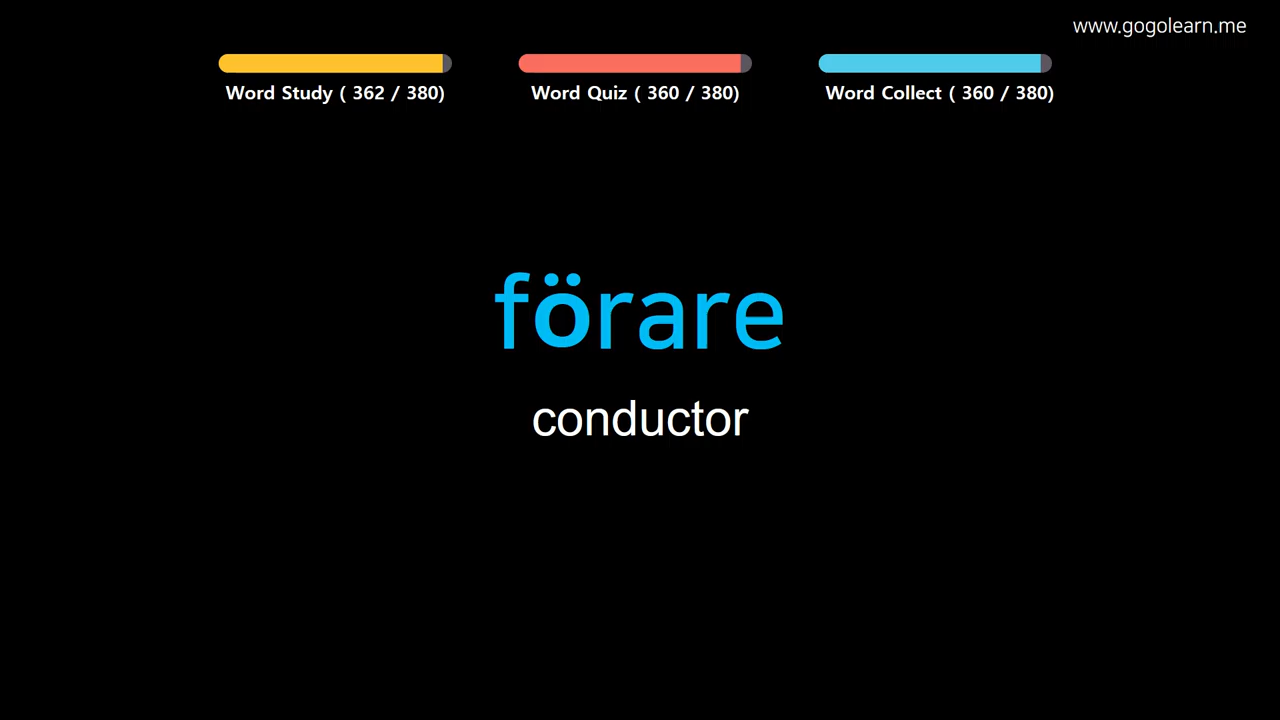 www.gogolearn.me
Word Study ( 362 / 380)
Word Quiz ( 360 / 380)
Word Collect ( 360 / 380)
förare
conductor